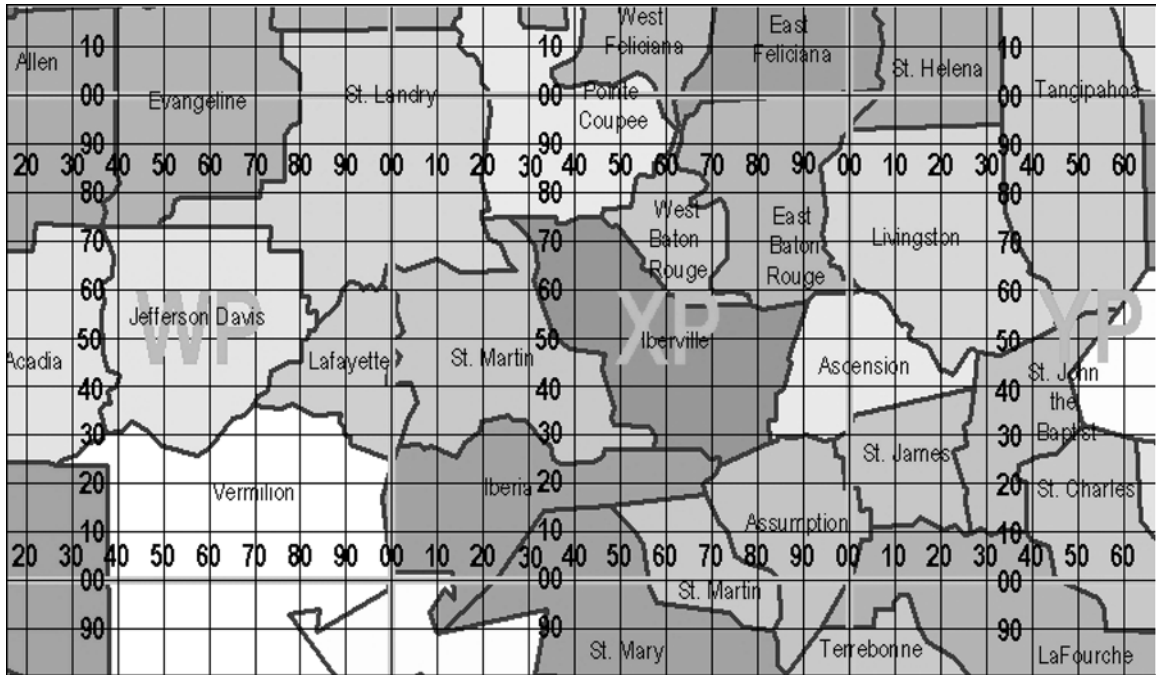 West
East
10
10
Feliciana
Feliciana
10
Allen
St. Helena
00
Evangeline
St. Landry
00
Pointe
00
Tangipahoa
Coupee
90
90
90
20 30 40 50 60 70 80 90 00 10 20 30 40 50 60 70 80 90 00 10 20 30 40 50 60
80
80
80
West
East
70
70
Baton
Baton
Livingston
70
Rouge
Rouge
60
60
60
WP
XP
YP
Jefferson Davis
50
50
50
Iberville
Acadia
Lafayette
St. Martin
Ascension
St. John
40
40
40
the
30
30
30
Baptist
St. James
20
Vermilion
Iberia
20
20
St. Charles
10
10
Assumption
10
20 30 40 50 60 70 80 90 00 10 20 30 40 50 60 70 80 90 00 10 20 30 40 50 60
00
00
St. Martin
00
90
90
90
St. Mary
Terrebonne
LaFourche